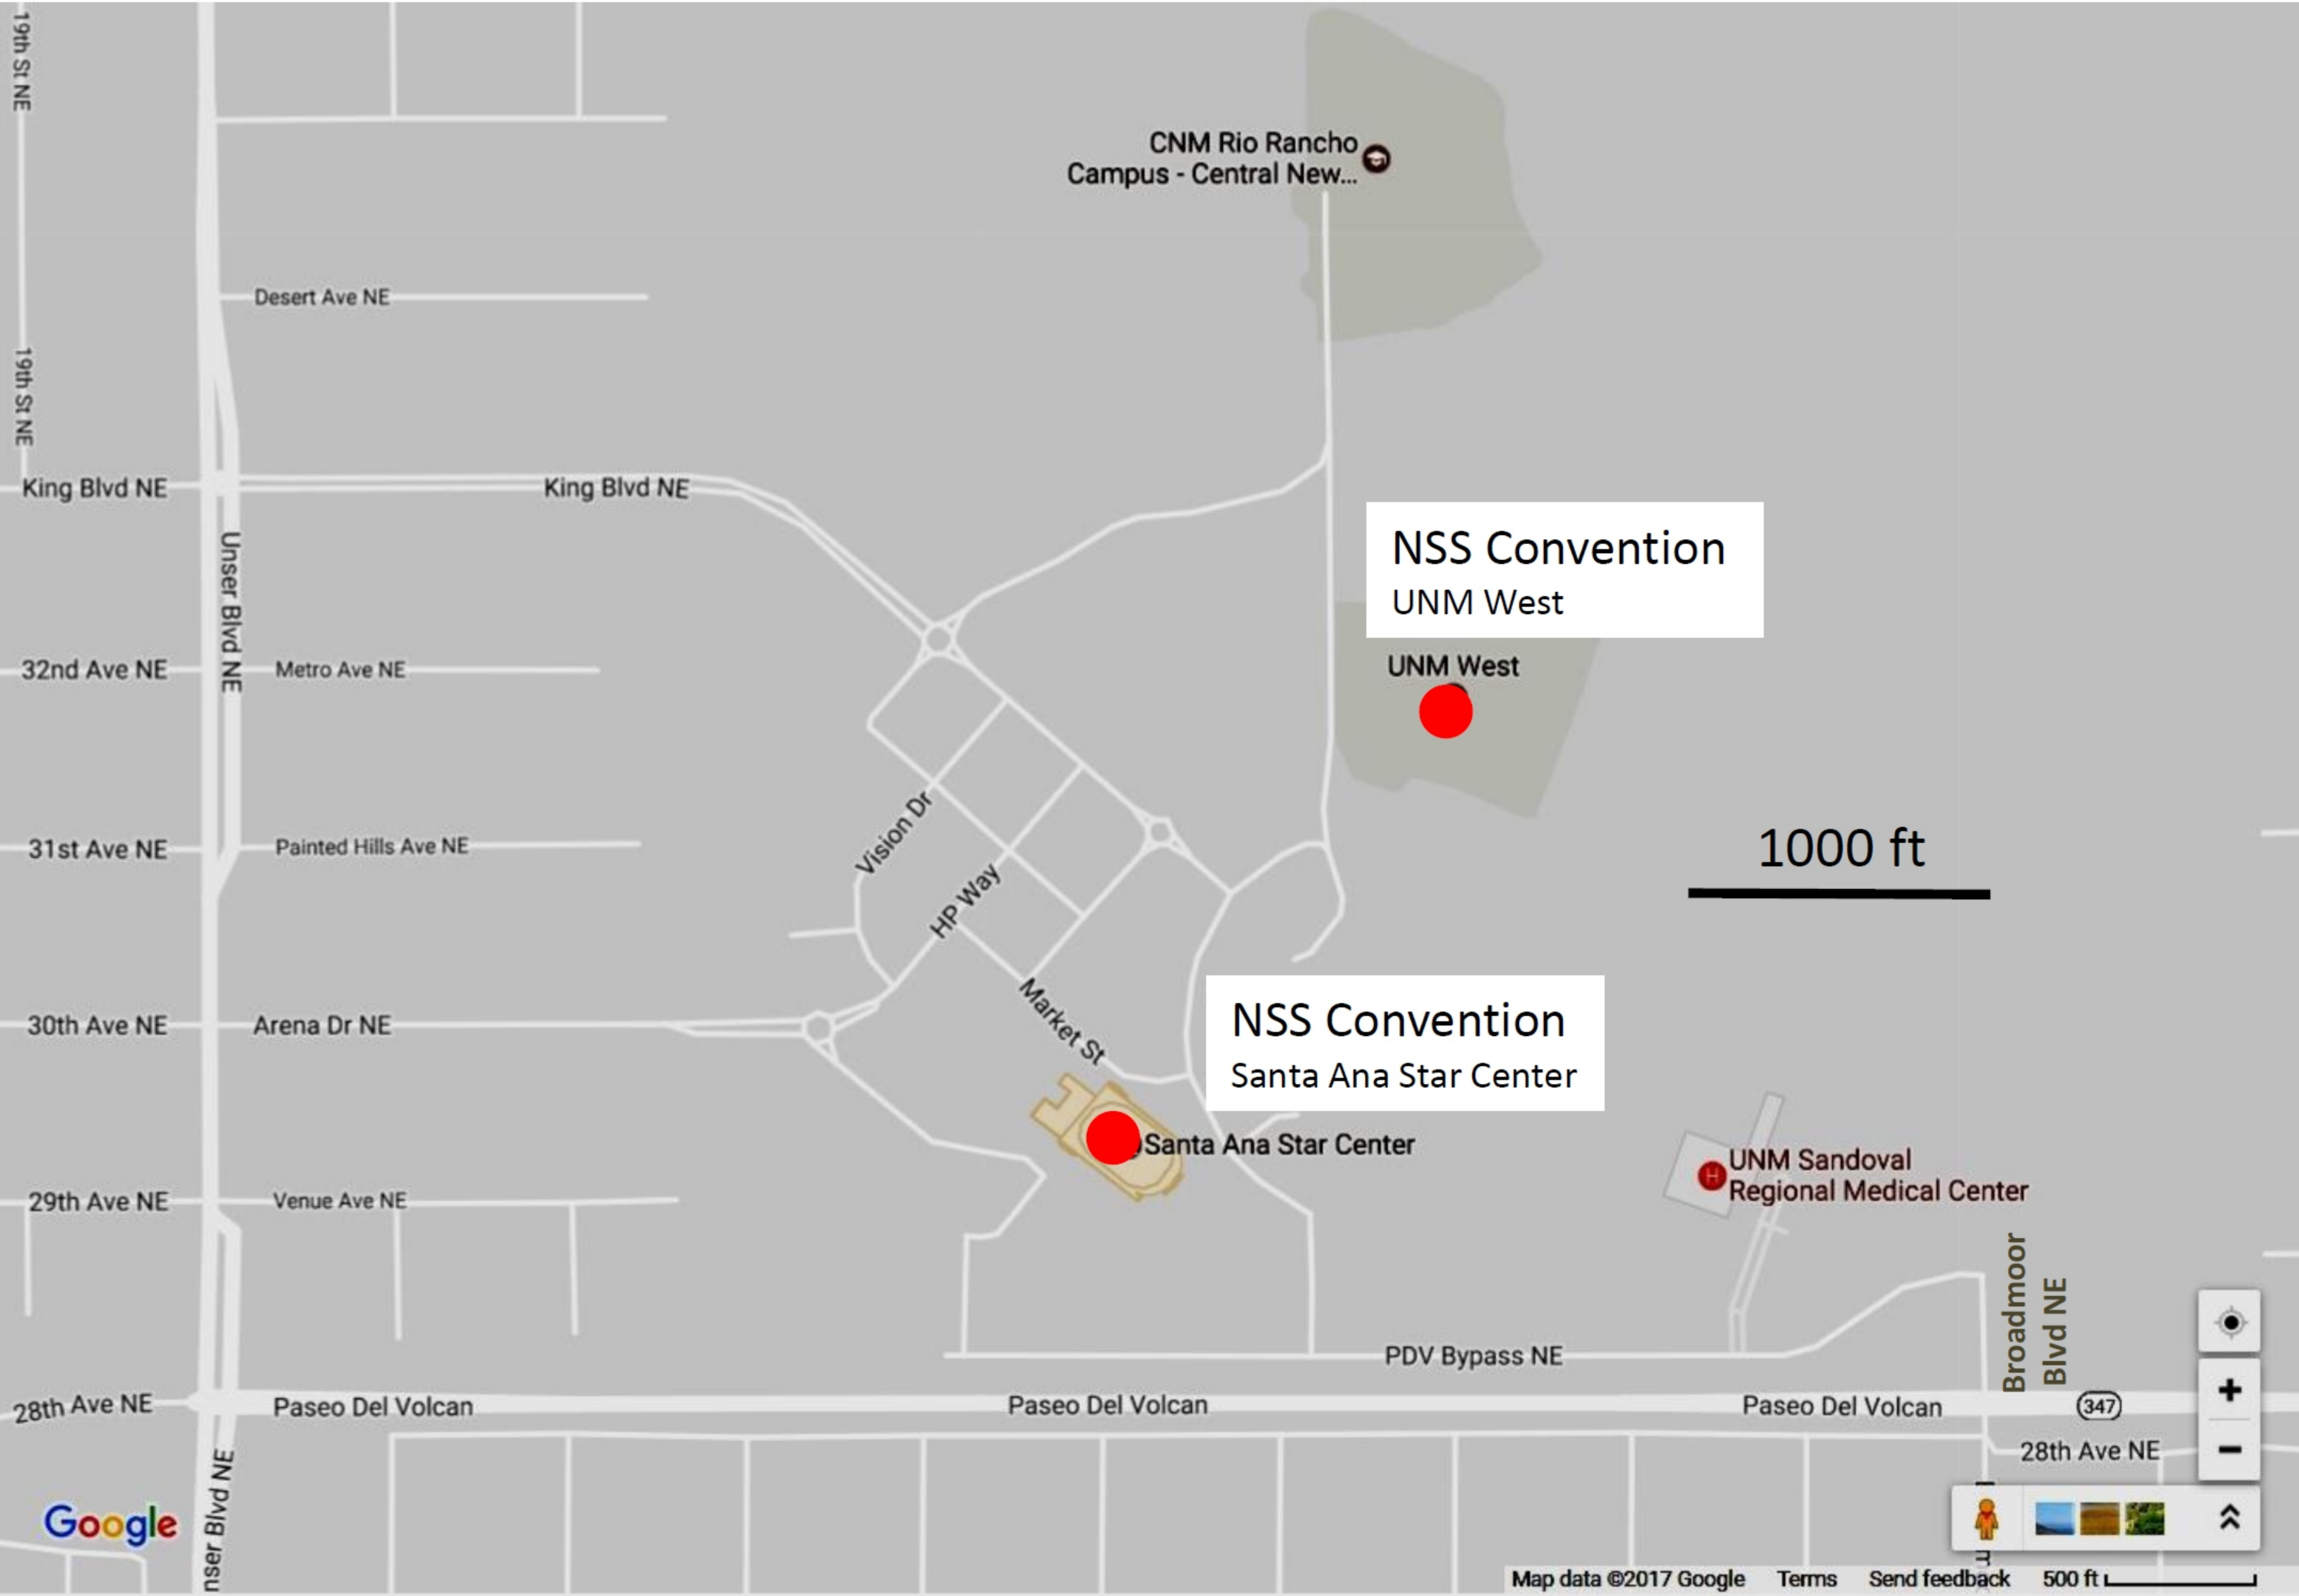 19th St NE
CNM Rio Rancho
Campus - Central New...
Desert Ave NE
19th St NE
King Blvd NE
King Blvd NE
NSS Convention
UNM West
Unser Blvd NE
32nd Ave NE
Metro Ave NE
UNM West
Vision Dr
31st Ave NE
Painted Hills Ave NE
1000 ft
HP Way
30th Ave NE
Arena Dr NE
Market St
NSS Convention
Santa Ana Star Center
Santa Ana Star Center
H
UNM Sandoval
Regional Medical Center
29th Ave NE
Venue Ave NE
Broadmoor
Blvd NE
PDV Bypass NE
28th Ave NE
Paseo Del Volcan
Paseo Del Volcan
Paseo Del Volcan
347
+
28th Ave NE
−
Google
nser Blvd NE
Map data ©2017 Google
Terms
Send feedback
500 ft